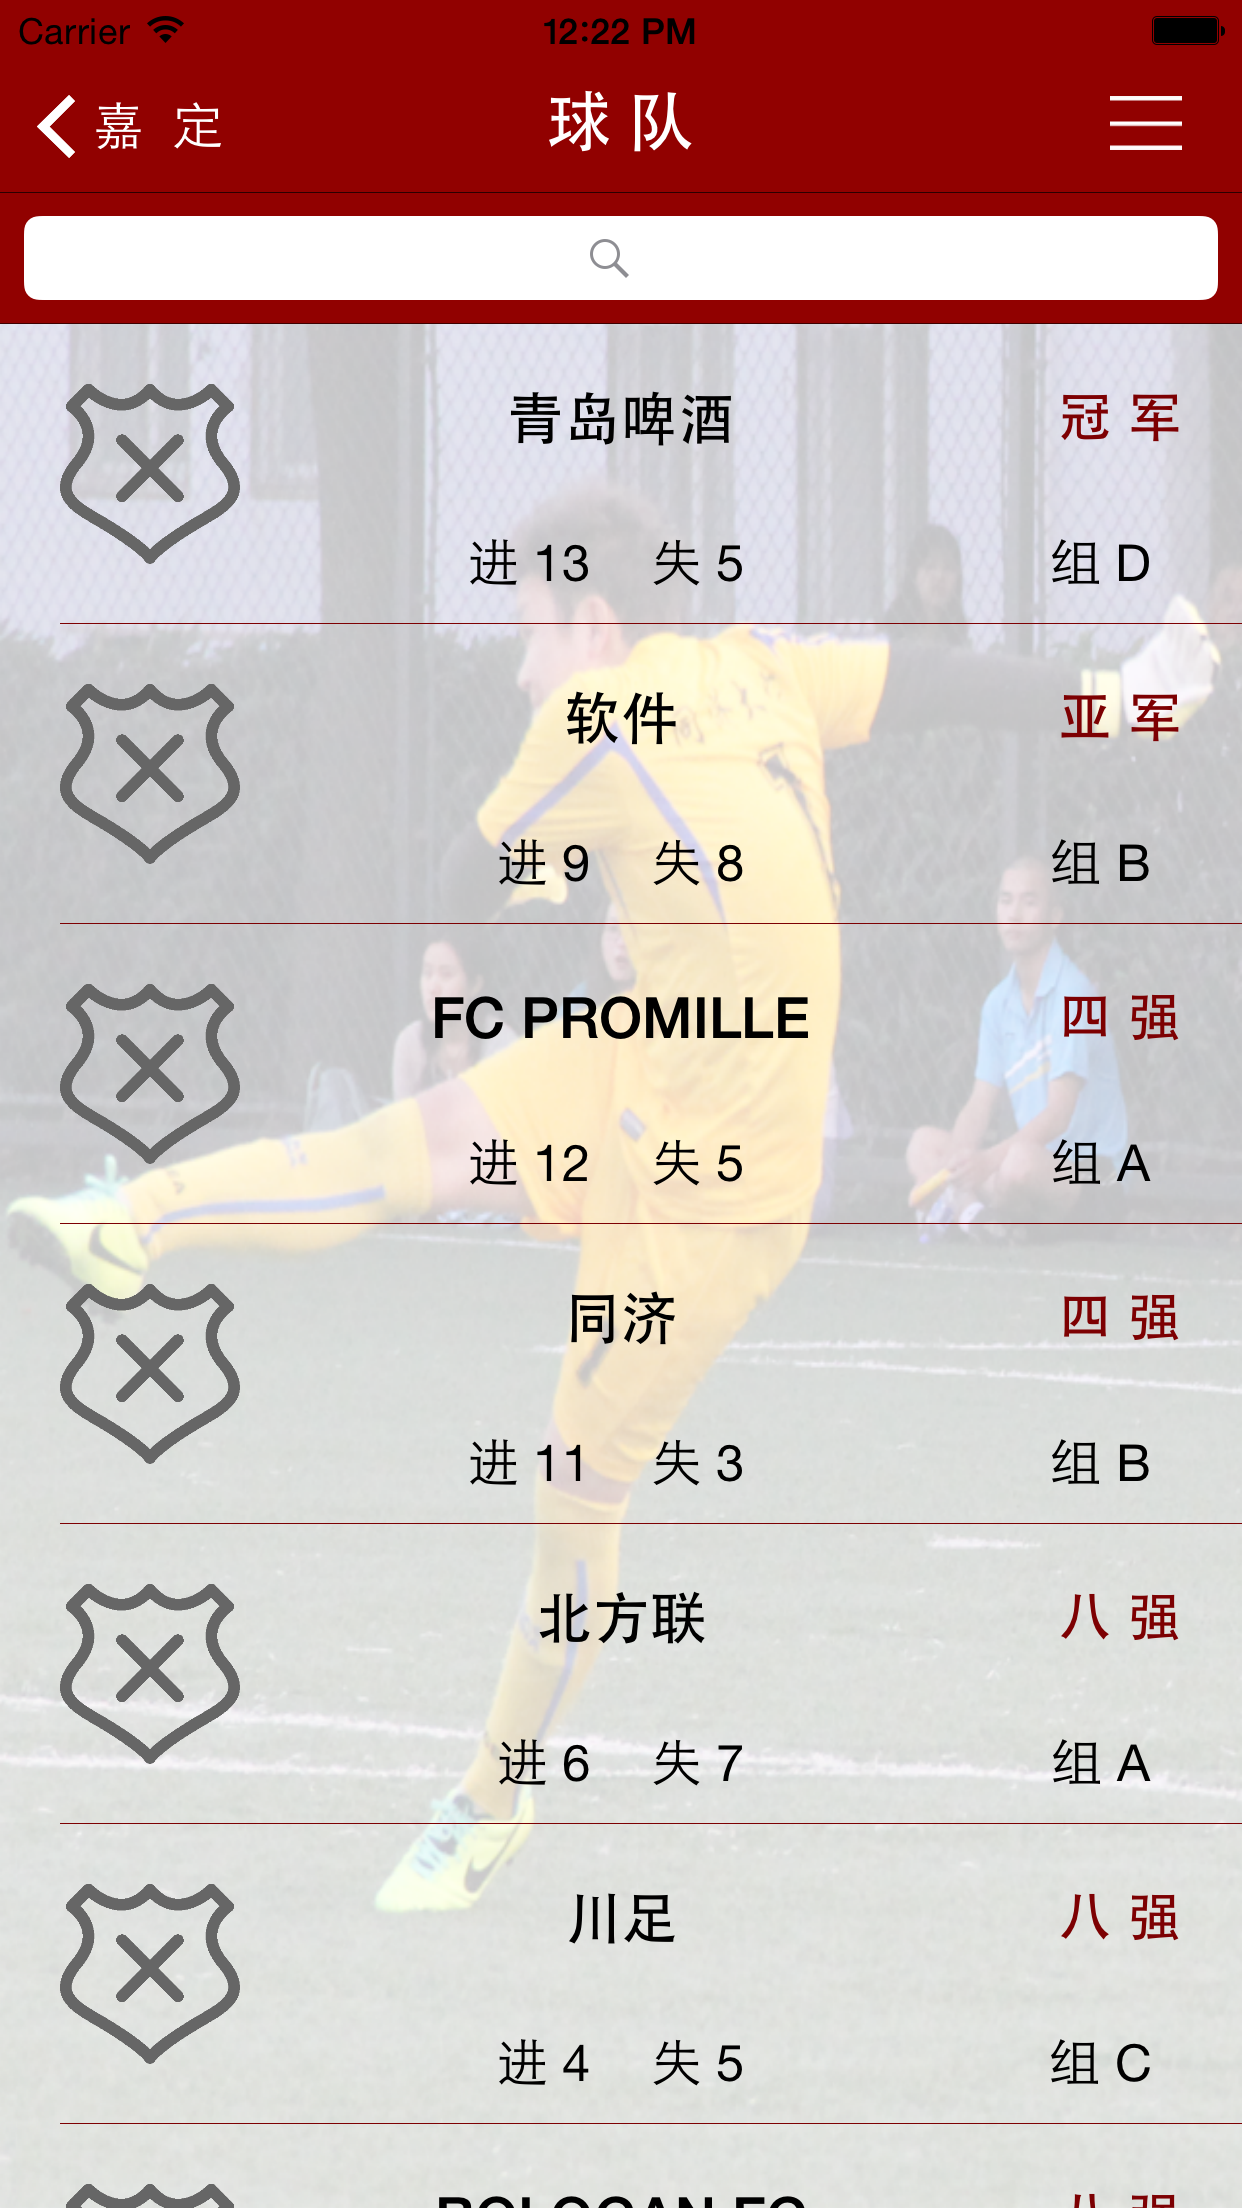 Carrier 12:22 PM
嘉 定 球 队
青岛啤酒 冠 军
进 13 失 5 组 D
软件 亚 军
进 9 失 8 组 B
FC PROMILLE 四 强
进 12 失 5 组 A
同济 四 强
进 11 失 3 组 B
北方联 八 强
进 6 失 7 组 A
川足 八 强
进 4 失 5 组 C
八 强